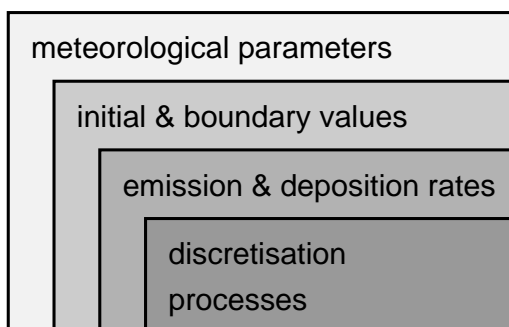 meteorological parameters
initial & boundary values
emission & deposition rates
discretisation
processes